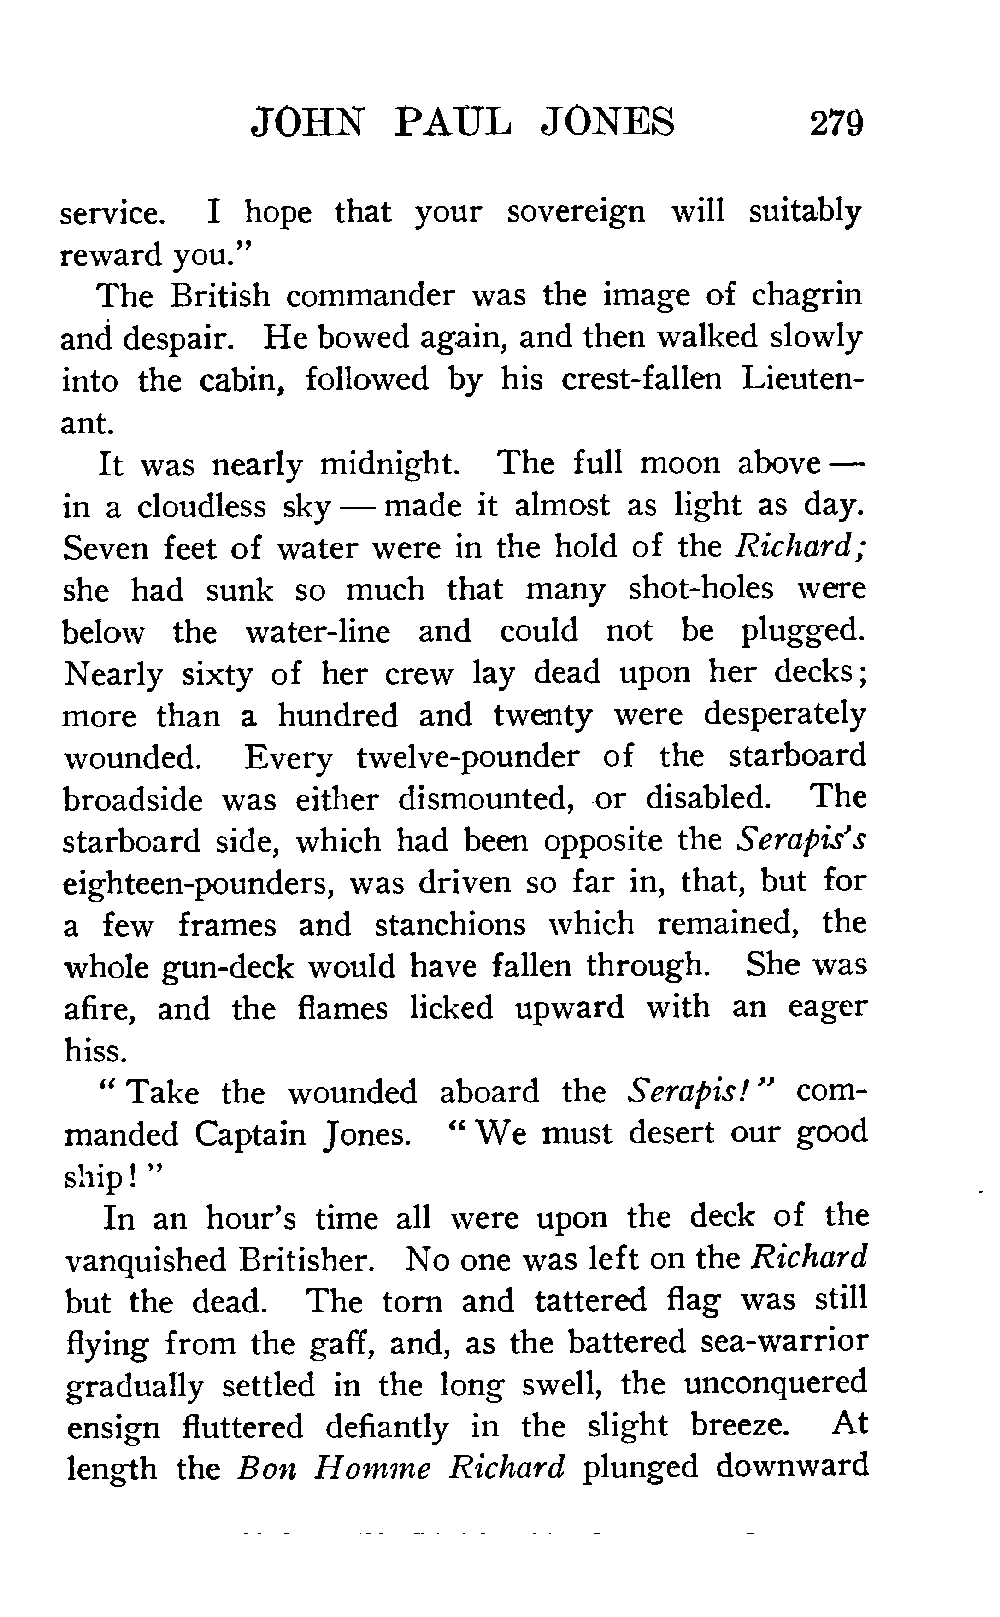 JOHN PAUL JONES 279
service. I hope that your sovereign will suitably
reward you.”
The British commander was the image of chagrin
and despair. He bowed again, and then walked slowly
into the cabin, followed by his crest-fallen Lieuten-
ant.
It was nearly midnight. The full moon above —
in a cloudless sky — made it almost as light as day.
Seven feet of water were in the hold of the Richard;
she had sunk so much that many shot-holes were
below the water-line and could not be plugged.
Nearly sixty of her crew lay dead upon her decks;
more than a hundred and twenty were desperately
wounded. Every twelve-pounder of the starboard
broadside was either dismounted, or disabled. The
starboard side, which had been opposite the Serapis’s
eighteen-pounders, was driven so far in, that, but for
a few frames and stanchions which remained, the
whole gun-deck would have fallen through. She was
afire, and the flames licked upward with an eager
hiss.
“ Take the wounded aboard the Serapis! ” com-
manded Captain Jones. “ We must desert our good
ship! ”
In an hour’s time all were upon the deck of the
vanquished Britisher. No one was left on the Richard
but the dead. The torn and tattered flag was still
flying from the gaff, and, as the battered sea-warrior
gradually settled in the long swell, the unconquered
ensign fluttered defiantly in the slight breeze. At
length the Bon Homme Richard plunged downward